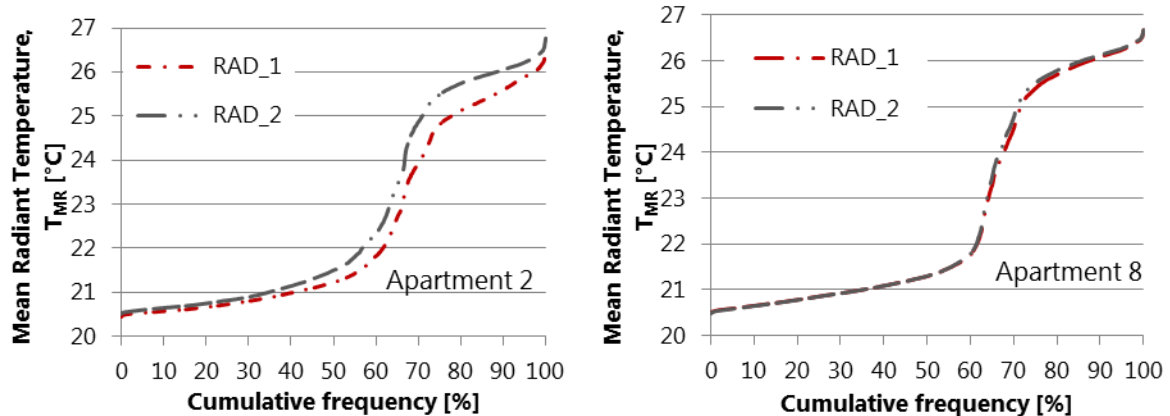 Mean Radiant Temperature,
T_MR [°C]
27
26
25
24
23
22
21
20
RAD_1
RAD_2
Apartment 2
0 10 20 30 40 50 60 70 80 90 100
Cumulative frequency [%]
Mean Radiant Temperature,
T_MR [°C]
27
26
25
24
23
22
21
20
RAD_1
RAD_2
Apartment 8
0 10 20 30 40 50 60 70 80 90 100
Cumulative frequency [%]